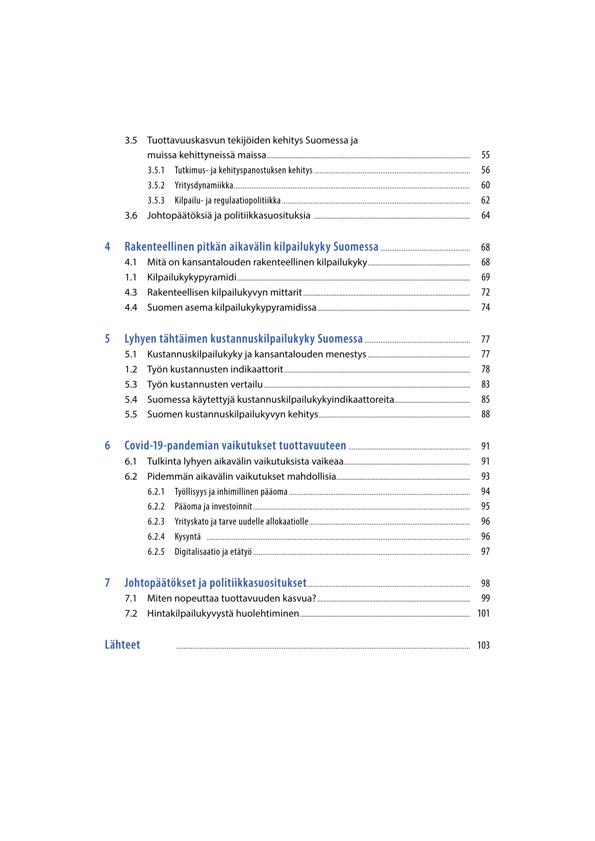 3.5 Tuottavuuskasvun tekijöiden kehitys Suomessa ja
muissa kehittyneissä maissa 55
3.5.1 Tutkimus- ja kehityspanostuksen kehitys 56
3.5.2 Yritysdynamiikka 60
3.5.3 Kilpailu- ja regulaatiopolitiikka 62
3.6 Johtopäätöksiä ja politiikkasuosituksia 64
4 Rakenteellinen pitkän aikavälin kilpailukyky Suomessa 68
4.1 Mitä on kansantalouden rakenteellinen kilpailukyky 68
1.1 Kilpailukykypyramidi 69
4.3 Rakenteellisen kilpailukyvyn mittarit 72
4.4 Suomen asema kilpailukykypyramidissa 74
5 Lyhyen tähtäimen kustannuskilpailukyky Suomessa 77
5.1 Kustannuskilpailukyky ja kansantalouden menestys 77
1.2 Työn kustannusten indikaattorit 78
5.3 Työn kustannusten vertailu 83
5.4 Suomessa käytettyjä kustannuskilpailukykyindikaattoreita 85
5.5 Suomen kustannuskilpailukyvyn kehitys 88
6 Covid-19-pandemian vaikutukset tuottavuuteen 91
6.1 Tulkinta lyhyen aikavälin vaikutuksista vaikeaa 91
6.2 Pidemmän aikavälin vaikutukset mahdollisia 93
6.2.1 Työllisyys ja inhimillinen pääoma 94
6.2.2 Pääoma ja investoinnit 95
6.2.3 Yrityskato ja tarve uudelle allokaatiolle 96
6.2.4 Kysyntä 96
6.2.5 Digitalisaatio ja etätyö 97
7 Johtopäätökset ja politiikkasuositukset 98
7.1 Miten nopeuttaa tuottavuuden kasvua? 99
7.2 Hintakilpailukyvystä huolehtiminen 101
Lähteet 103